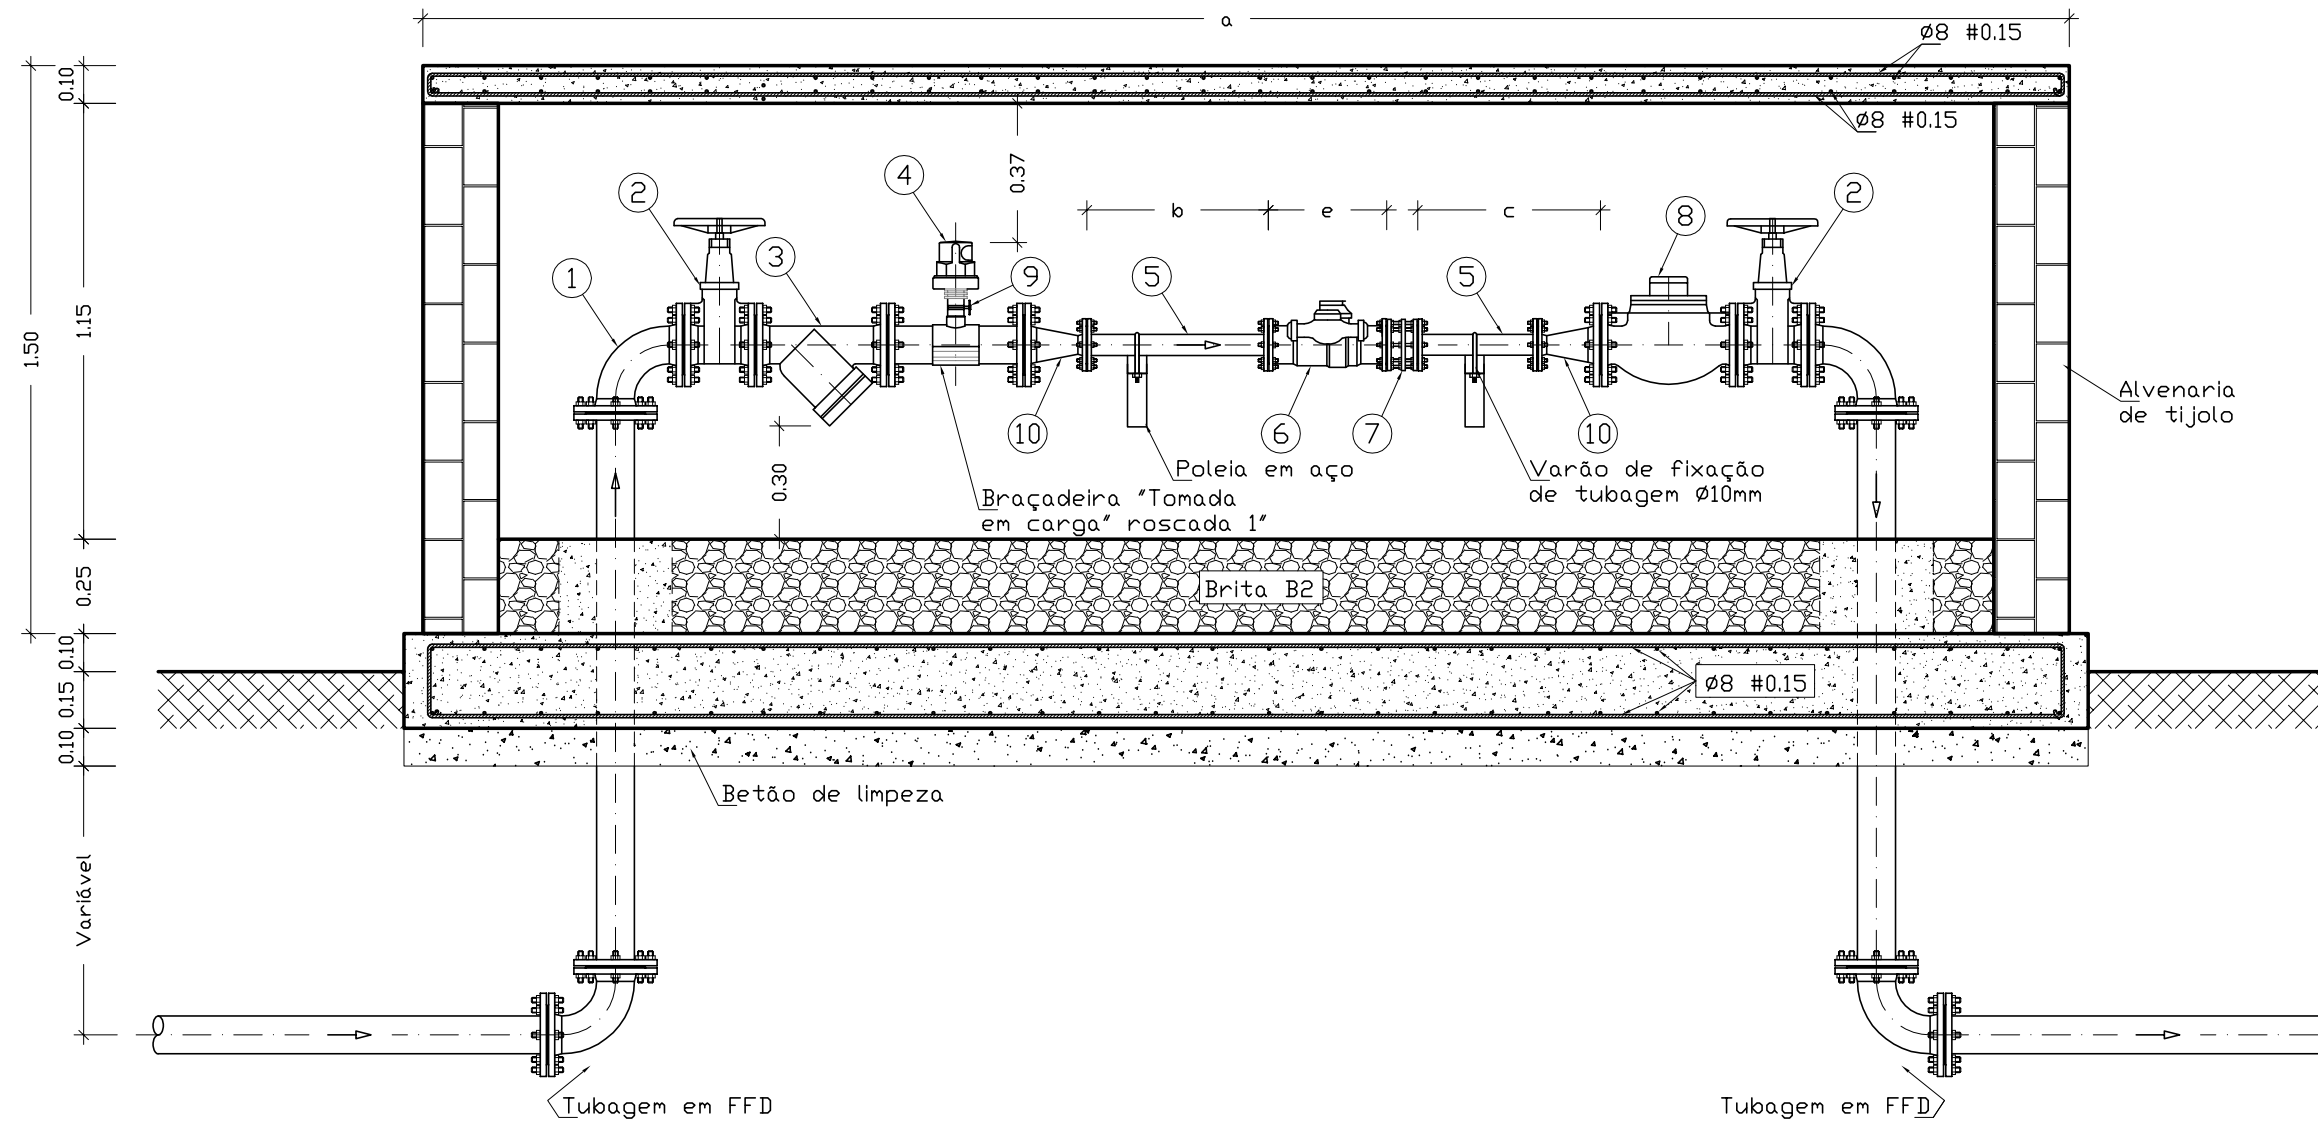 a
ø8 #0.15
0.10
ø8 #0.15
0.37
4
2
2
b
e
c
8
3
1
9
5
5
1.15
1.50
Alvenaria
de tijolo
10
6
7
10
Poleia em aço
Varão de fixação
de tubagem Ø10mm
0.30
Braçadeira "Tomada
em carga" roscada 1"
0.25
Brita B2
0.10
ø8 #0.15
0.15
0.10
Betão de limpeza
Variável
Tubagem em FFD
Tubagem em FFD